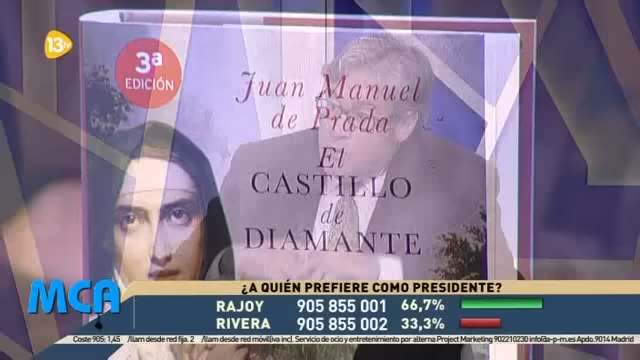 13tv
3ª
EDICIÓN
Juan Manuel
de Prada
El
CASTILLO
de
DIAMANTE
MCA
¿A QUIÉN PREFIERE COMO PRESIDENTE?
RAJOY 905 855 001 66,7%
RIVERA 905 855 002 33,3%
Coste 905: 1,45 /llam desde red fija. 2 /llam desde red móvil(iva incl. Servicio de ocio y entretenimiento por alterna Project Marketing 902210230 info@a-p-m.es Apdo.9014 Madrid